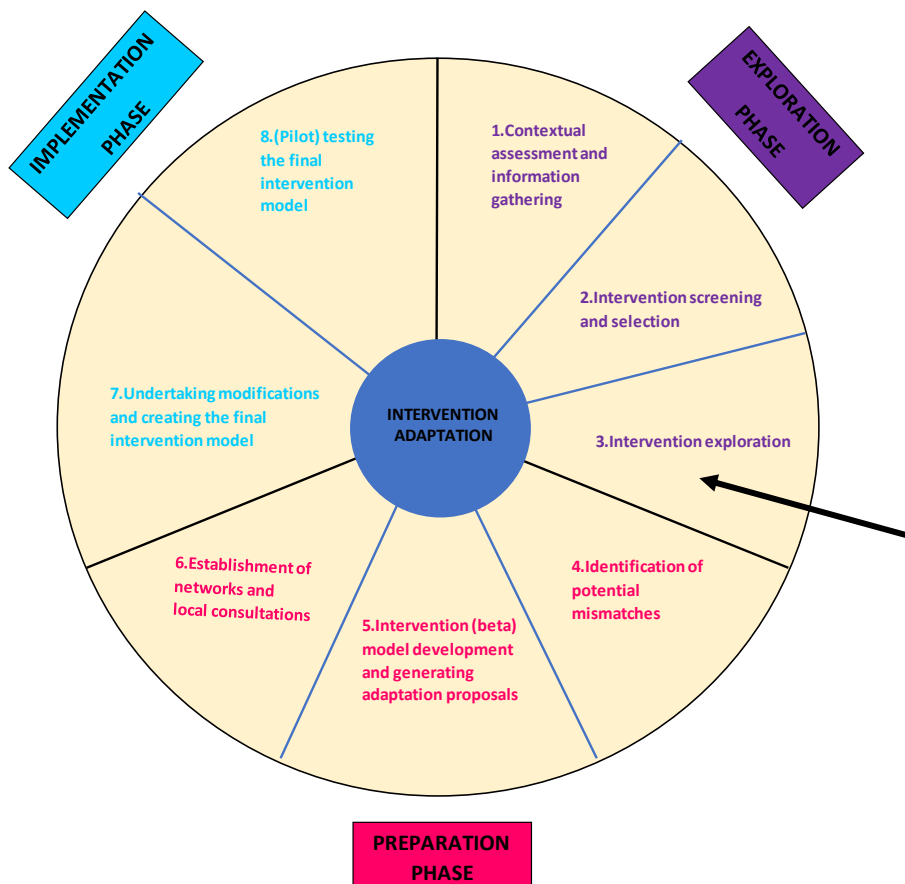 IMPLEMENTATION
PHASE
EXPLORATION
PHASE
1.Contextual
assessment and
information
gathering
2.Intervention screening
and selection
3.Intervention exploration
4.Identification of
potential
mismatches
5.Intervention (beta)
model development
and generating
adaptation proposals
6.Establishment of
networks and
local consultations
7.Undertaking modifications
and creating the final
intervention model
8.(Pilot) testing
the final
intervention
model
INTERVENTION
ADAPTATION
PREPARATION
PHASE